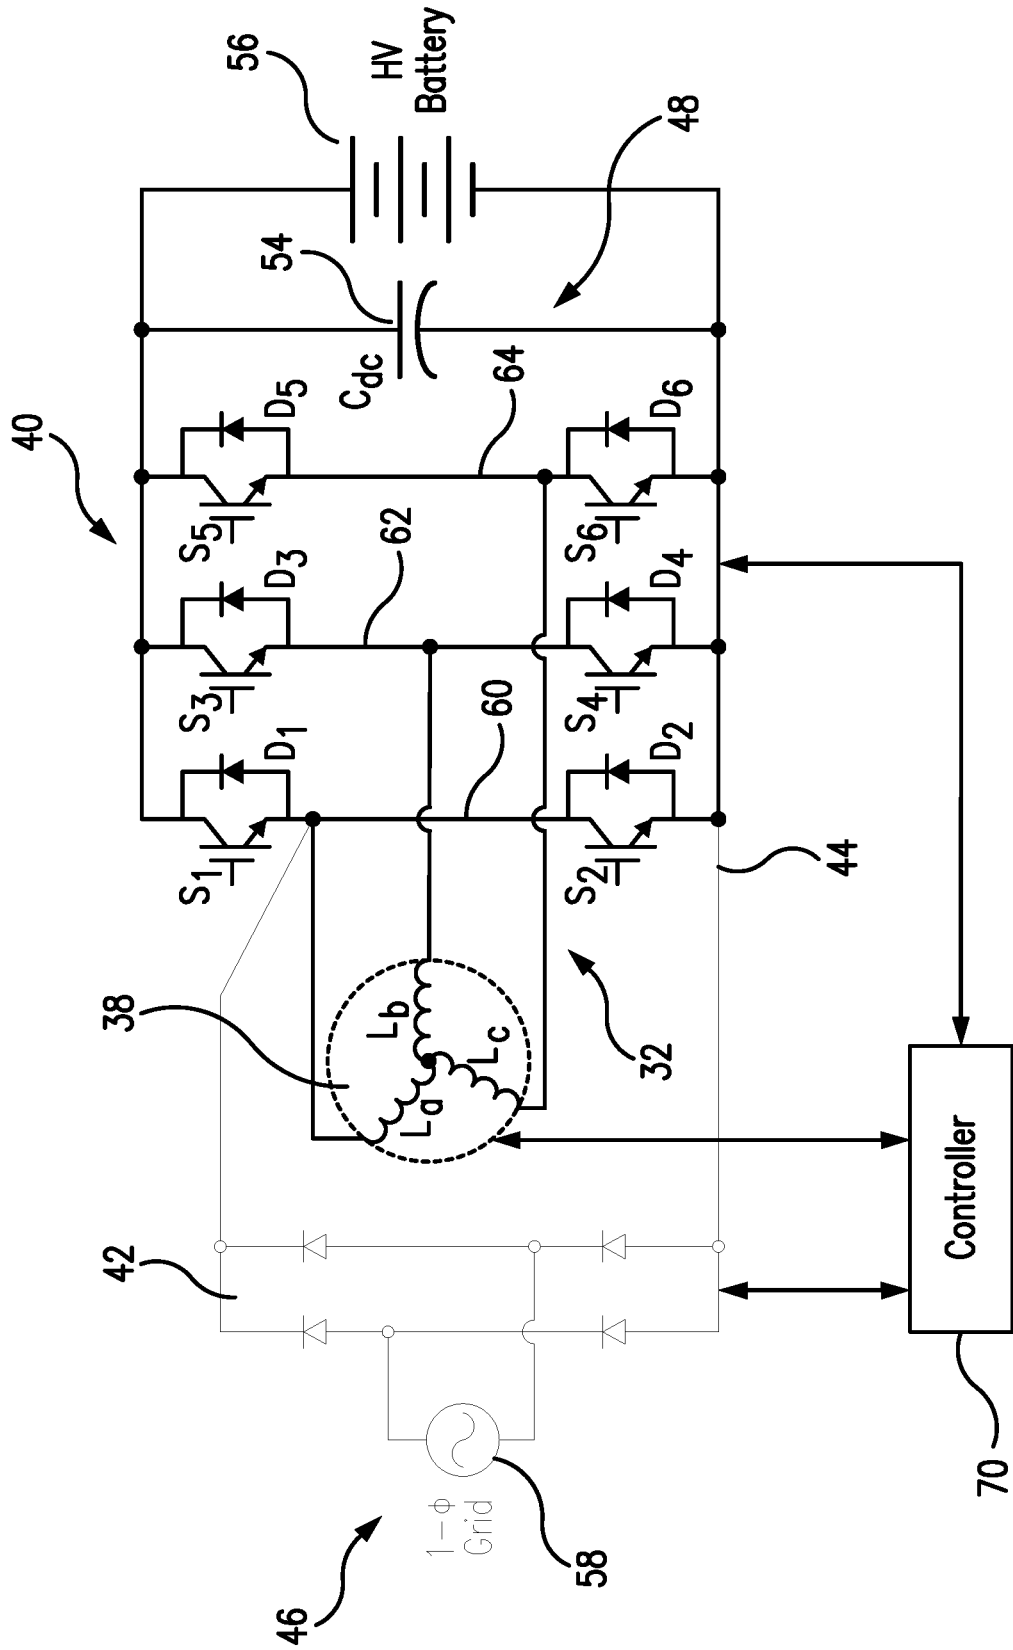 40
56
HV
Battery
54
C dc
48
S5
D5
S3
D3
S1
D1
64
62
60
S6
D6
S4
D4
S2
D2
44
38
Lb
Lc
La
32
42
46
1-ϕ
Grid
58
Controller
70